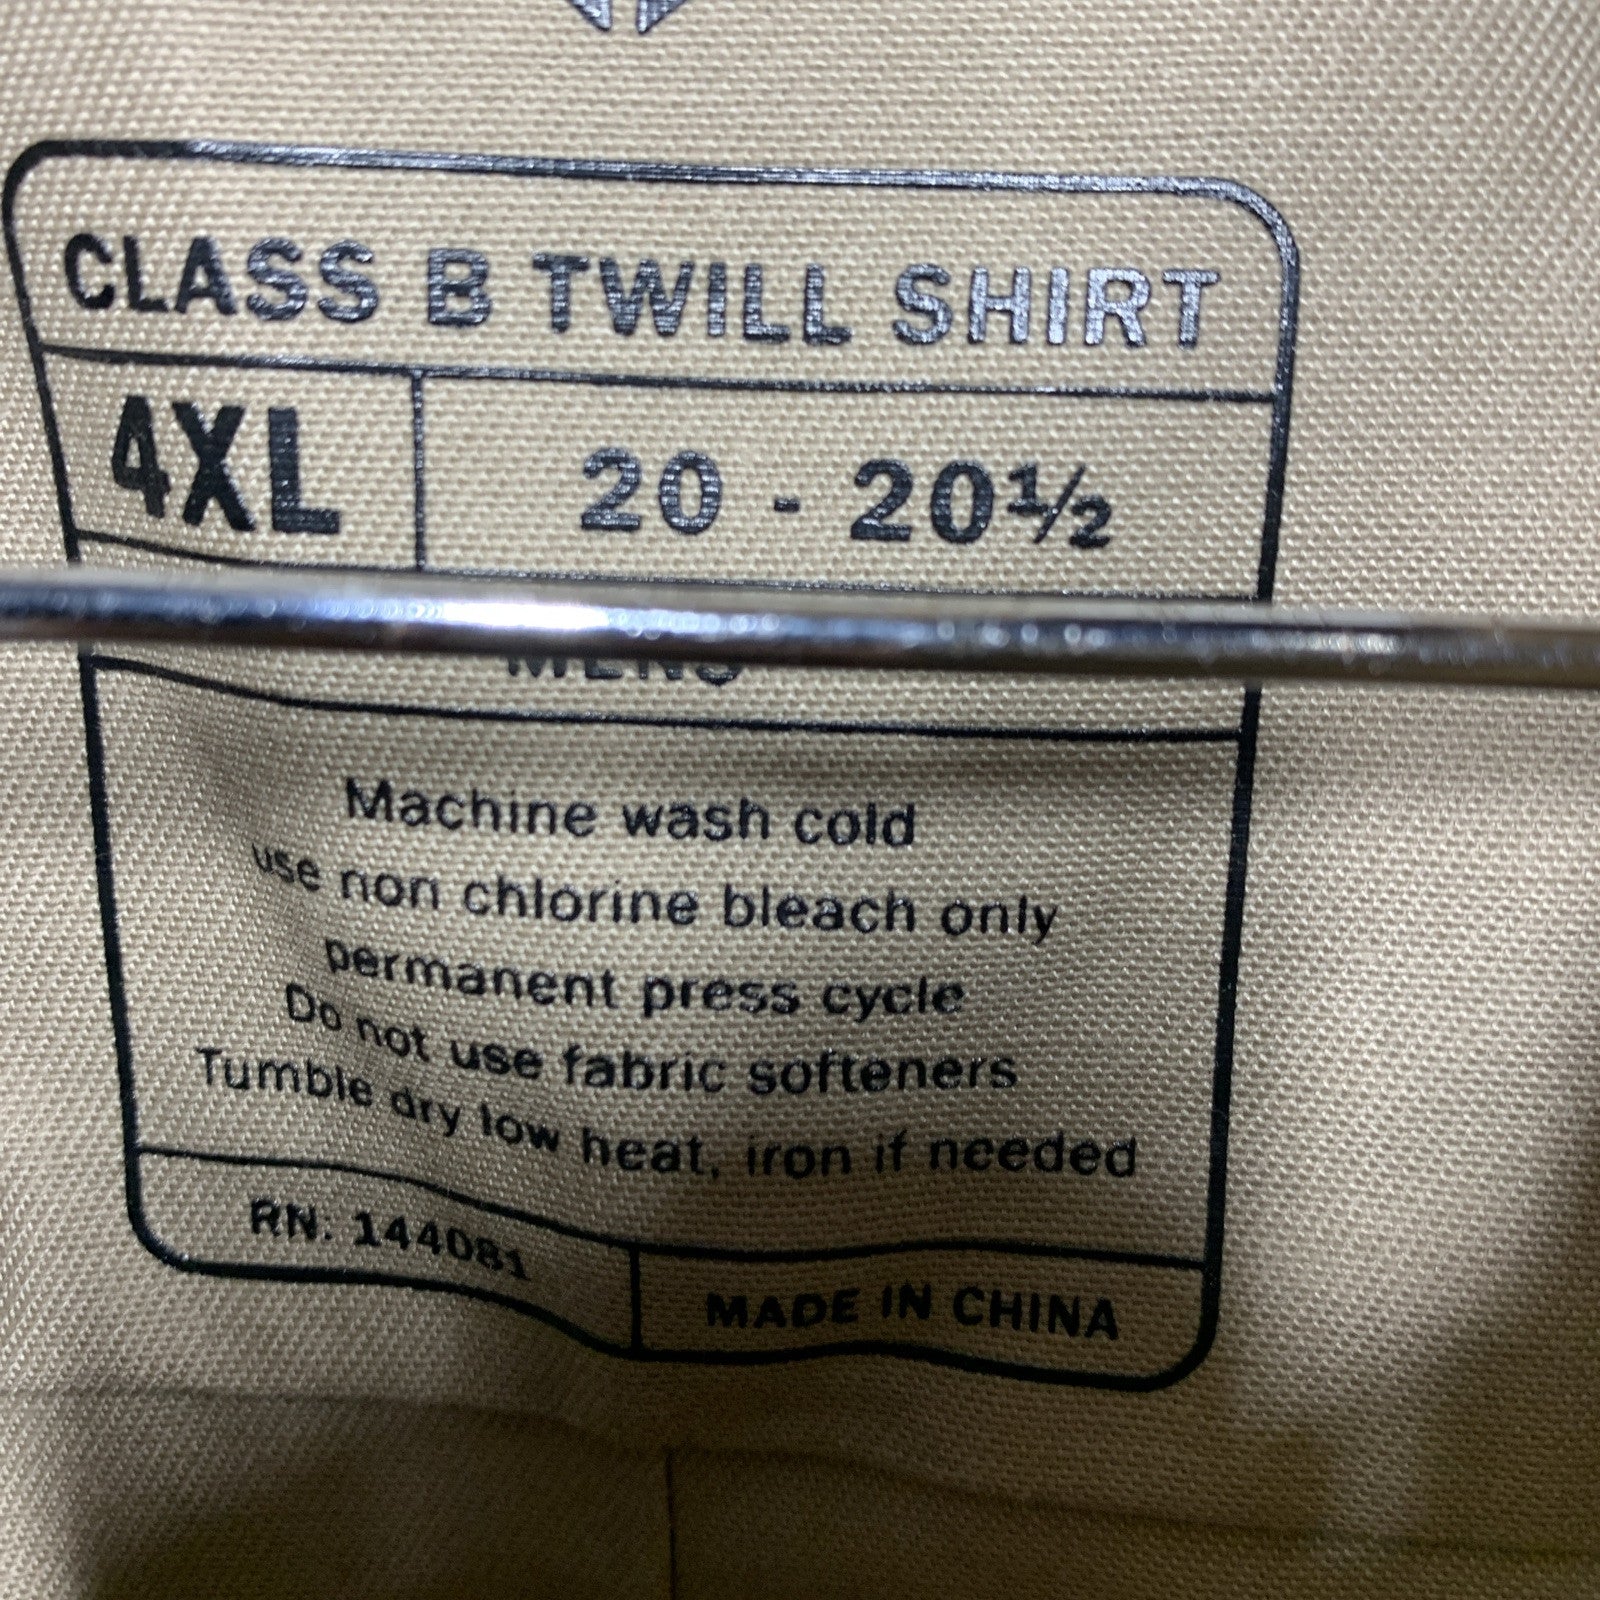 CLASS B TWILL SHIRT
4XL
20 - 20½
MENS
Machine wash cold
use non chlorine bleach only
permanent press cycle
Do not use fabric softeners
Tumble dry low heat, iron if needed
RN: 144081
MADE IN CHINA